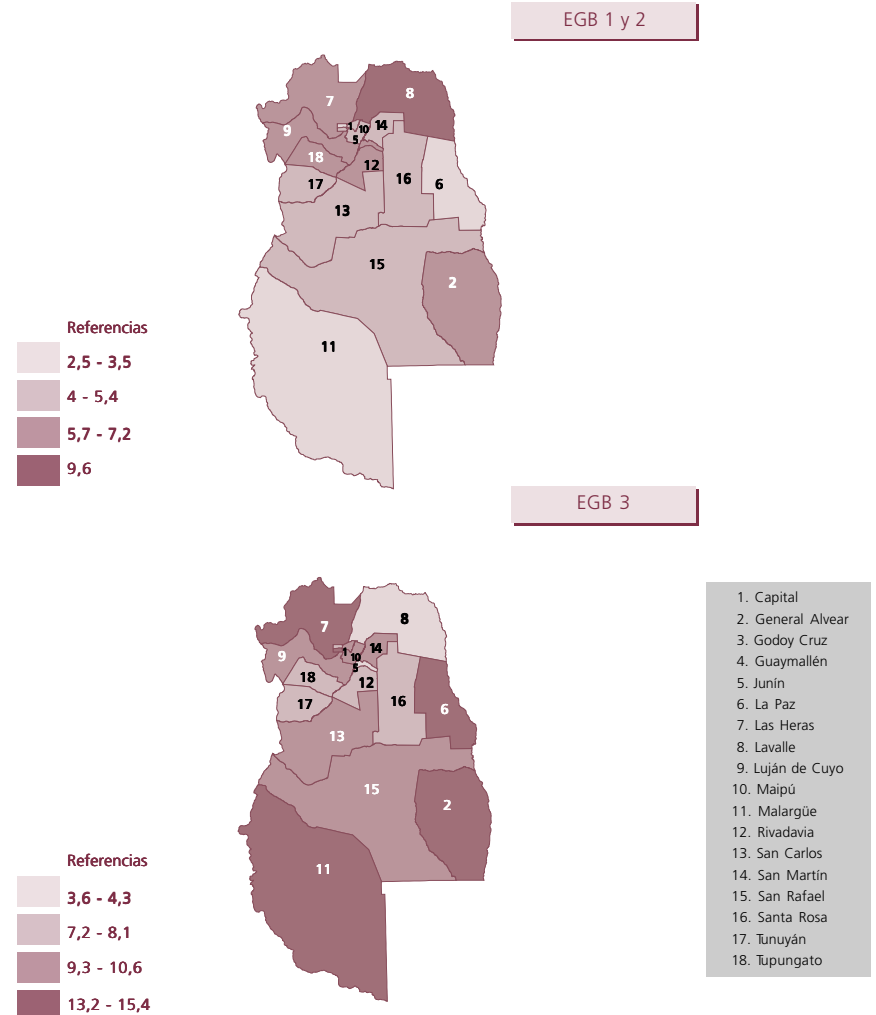 EGB 1 y 2
8
7
1
10
14
9
5
18
12
17
16
6
13
15
2
11
Referencias
2,5 - 3,5
4 - 5,4
5,7 - 7,2
9,6
EGB 3
8
7
1
10
14
9
5
18
12
17
16
6
13
15
2
11
Referencias
3,6 - 4,3
7,2 - 8,1
9,3 - 10,6
13,2 - 15,4
1. Capital
2. General Alvear
3. Godoy Cruz
4. Guaymallén
5. Junín
6. La Paz
7. Las Heras
8. Lavalle
9. Luján de Cuyo
10. Maipú
11. Malargüe
12. Rivadavia
13. San Carlos
14. San Martín
15. San Rafael
16. Santa Rosa
17. Tunuyán
18. Tupungato